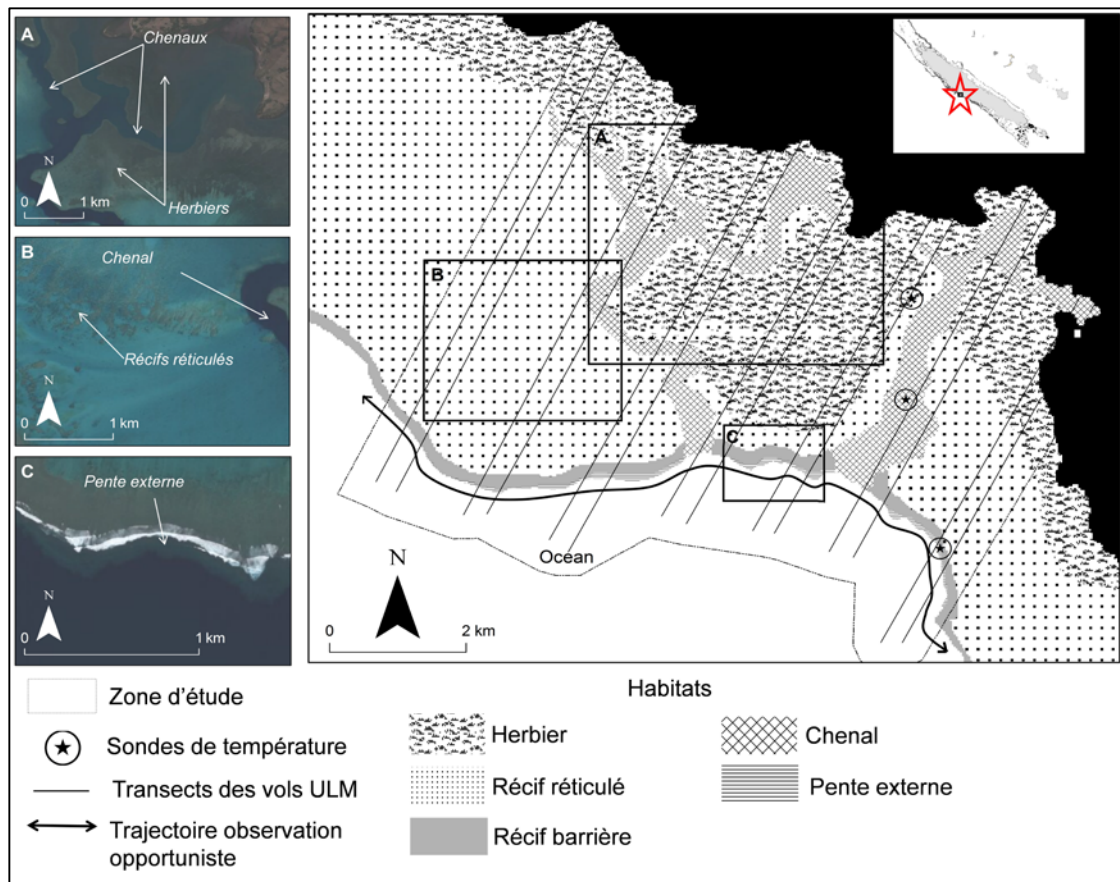 A
Chenaux
N
0
1 km
Herbiers
B
Chenal
Récifs réticulés
N
0
1 km
C
Pente externe
N
0
1 km
A
B
C
Ocean
N
0
2 km
Zone d'étude
Sondes de température
Transects des vols ULM
Trajectoire observation
opportuniste
Habitats
Herbier
Récif réticulé
Récif barrière
Chenal
Pente externe